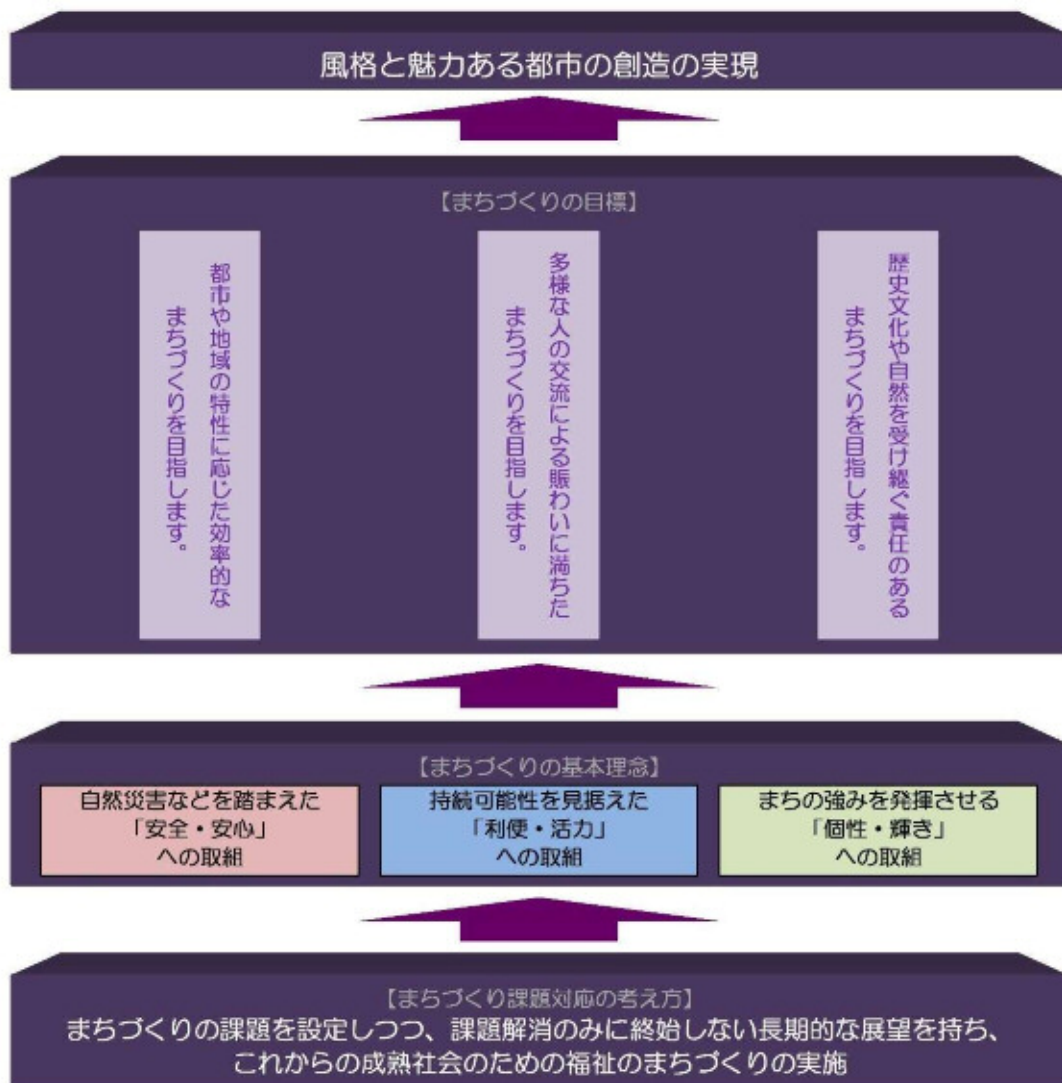 風格と魅力ある都市の創造の実現
【まちづくりの目標】
都市や地域の特性に応じた効率的な
まちづくりを目指します。
多様な人の交流による賑わいに満ちた
まちづくりを目指します。
歴史文化や自然を受け継ぐ責任のある
まちづくりを目指します。
【まちづくりの基本理念】
自然災害などを踏まえた
「安全・安心」
への取組
持続可能性を見据えた
「利便・活力」
への取組
まちの強みを発揮させる
「個性・輝き」
への取組
【まちづくり課題対応の考え方】
まちづくりの課題を設定しつつ、課題解消のみに終始しない長期的な展望を持ち、
これからの成熟社会のための福祉のまちづくりの実施